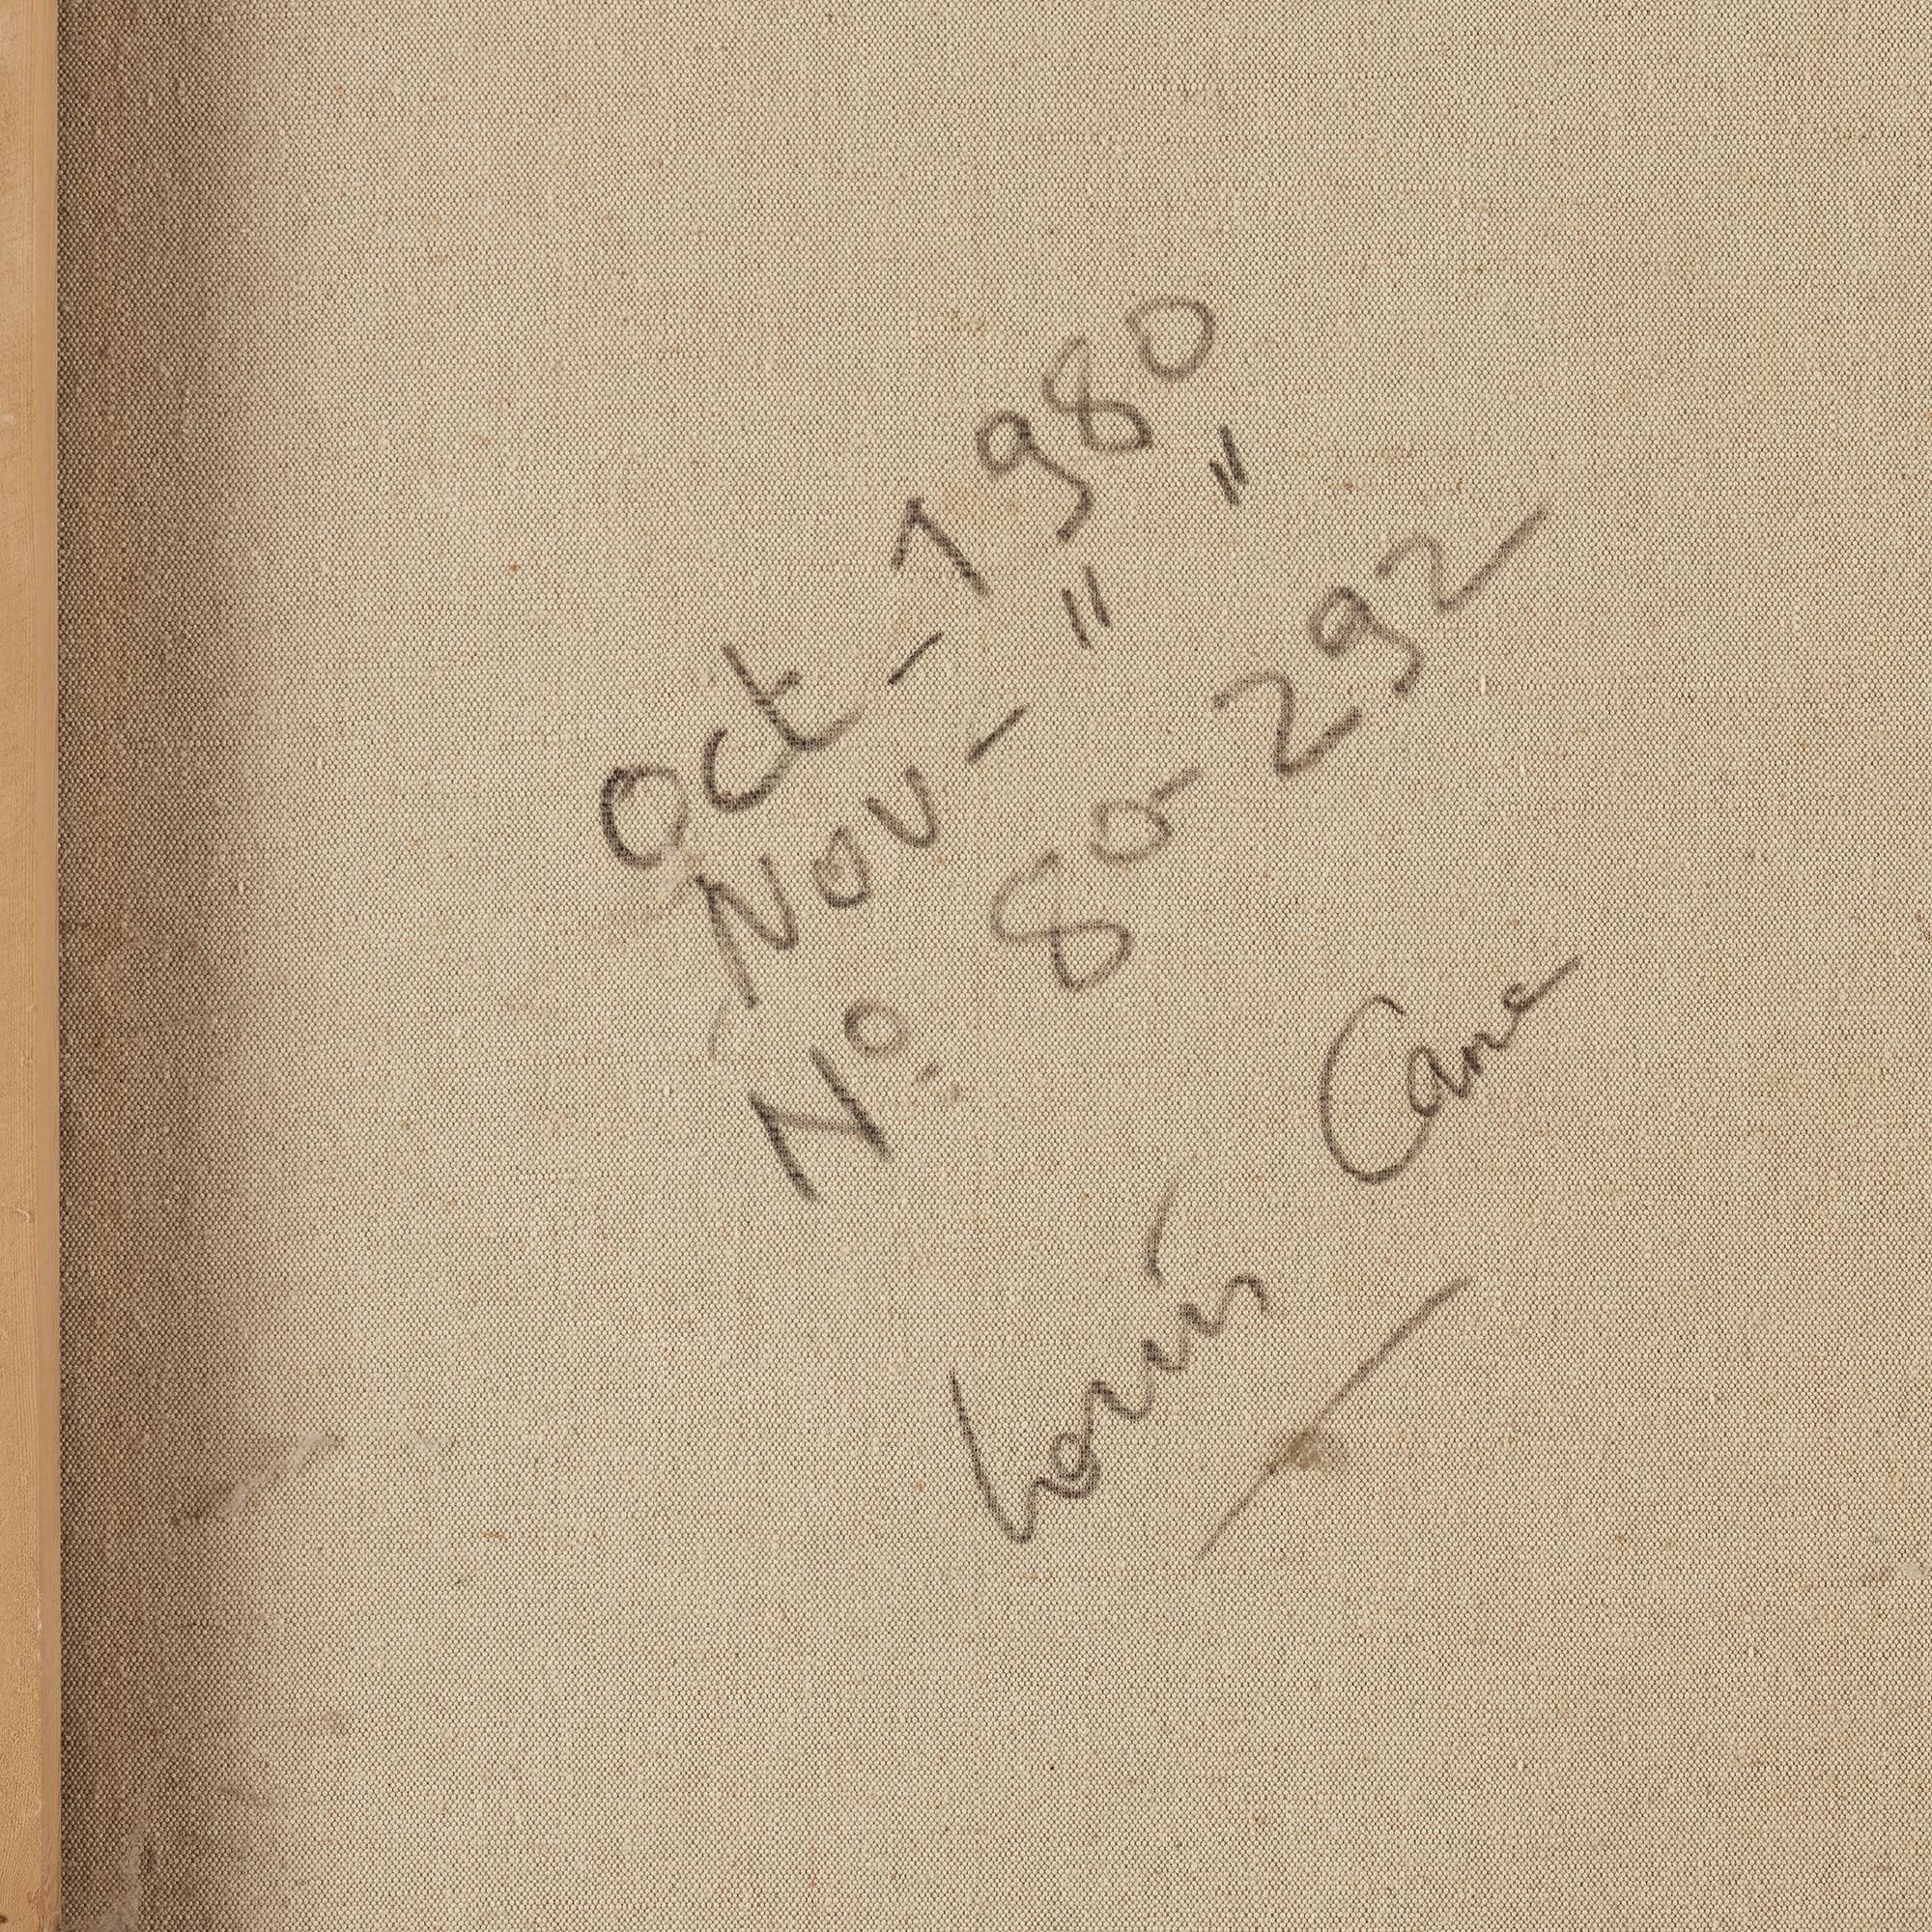 Oct - 1980
Nov - " "
No. 80-292
Louis Cane